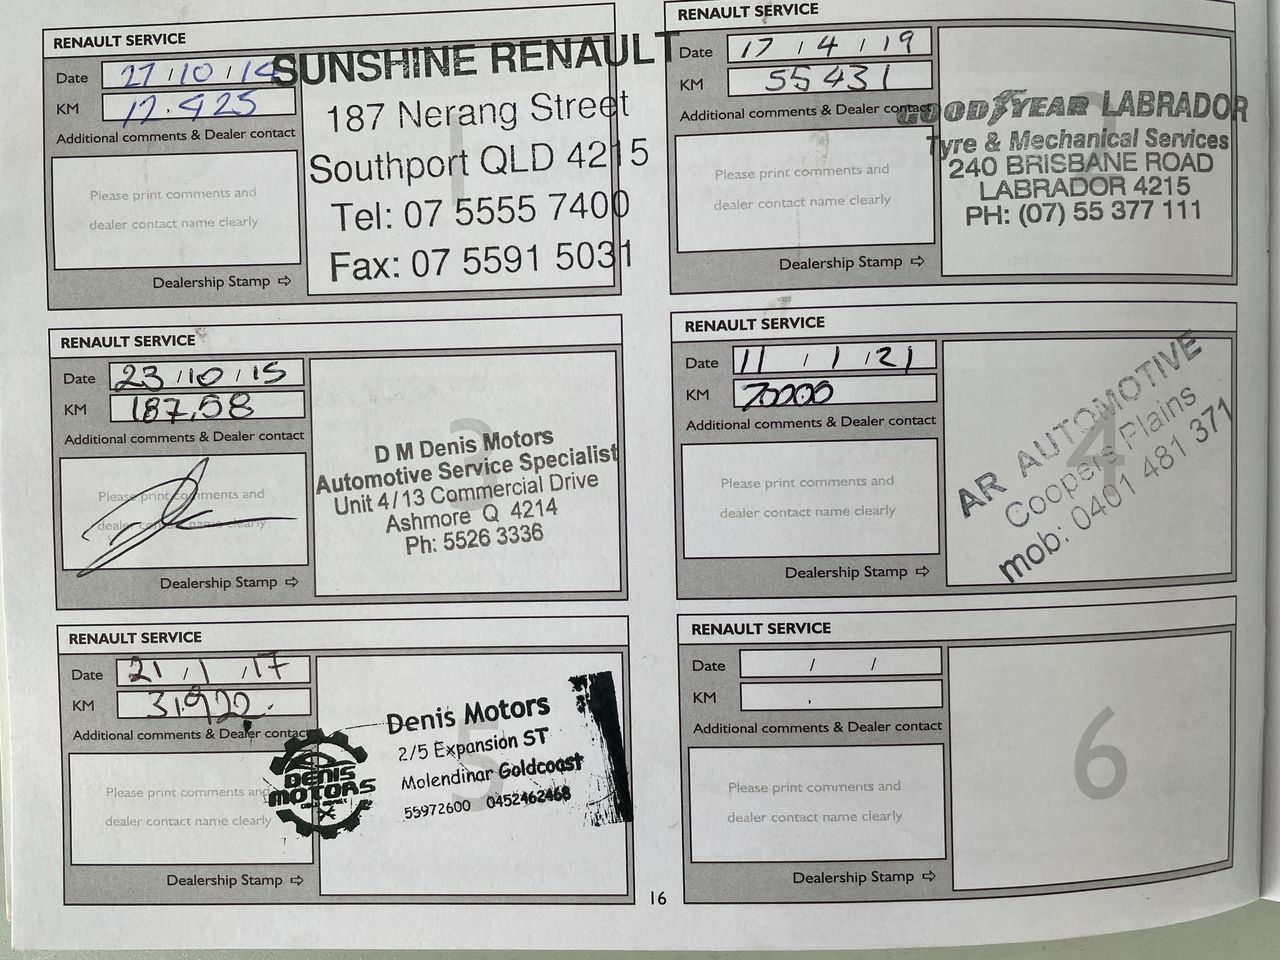 RENAULT SERVICE
Date 27/10/14
KM 12.425
Additional comments & Dealer contact
Please print comments and
dealer contact name clearly
Dealership Stamp ⇨
SUNSHINE RENAULT
187 Nerang Street
Southport QLD 4215
Tel: 07 5555 7400
Fax: 07 5591 5031
1
RENAULT SERVICE
Date 17/4/19
KM 55431
Additional comments & Dealer contact
Please print comments and
dealer contact name clearly
Dealership Stamp ⇨
GOODYEAR LABRADOR
Tyre & Mechanical Services
240 BRISBANE ROAD
LABRADOR 4215
PH: (07) 55 377 111
RENAULT SERVICE
Date 23/10/15
KM 187,58
Additional comments & Dealer contact
Please print comments and
dealer contact name clearly
Dealership Stamp ⇨
3
D M Denis Motors
Automotive Service Specialist
Unit 4/13 Commercial Drive
Ashmore Q 4214
Ph: 5526 3336
RENAULT SERVICE
Date 11/1/21
KM 70000
Additional comments & Dealer contact
Please print comments and
dealer contact name clearly
Dealership Stamp ⇨
4
AR AUTOMOTIVE
Coopers Plains
mob: 0401 481 371
RENAULT SERVICE
Date 21/1/17
KM 31,922.
Additional comments & Dealer contact
Please print comments and
dealer contact name clearly
Dealership Stamp ⇨
5
DENIS
MOTORS
Denis Motors
2/5 Expansion ST
Molendinar Goldcoast
55972600 0452462468
RENAULT SERVICE
Date / /
KM ,
Additional comments & Dealer contact
Please print comments and
dealer contact name clearly
Dealership Stamp ⇨
6
16